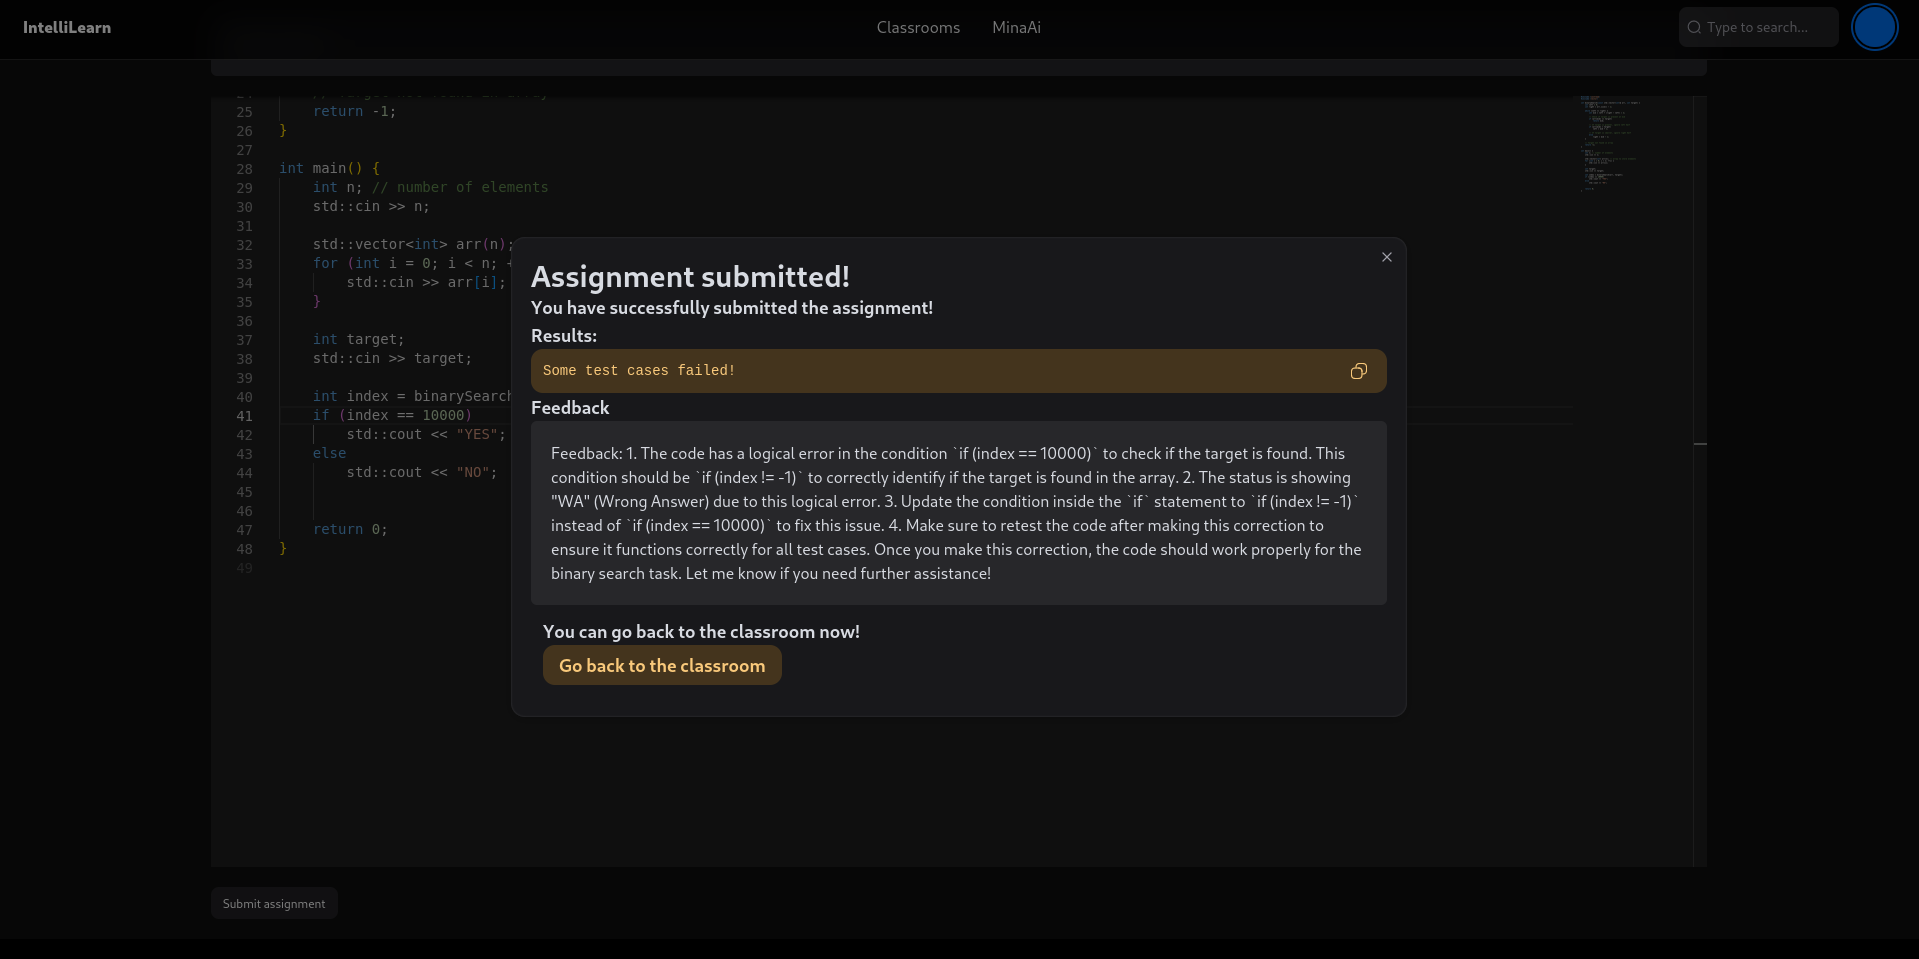 IntelliLearn
Classrooms
MinaAi
Type to search...
25 return -1;
26 }
27
28 int main() {
29 int n; // number of elements
30 std::cin >> n;
31
32 std::vector<int> arr(n);
33 for (int i = 0; i < n; +
34 std::cin >> arr[i];
35 }
36
37 int target;
38 std::cin >> target;
39
40 int index = binarySearch
41 if (index == 10000)
42 std::cout << "YES";
43 else
44 std::cout << "NO";
45
46
47 return 0;
48 }
49
Assignment submitted!
You have successfully submitted the assignment!
Results:
Some test cases failed!
Feedback
Feedback: 1. The code has a logical error in the condition `if (index == 10000)` to check if the target is found. This
condition should be `if (index != -1)` to correctly identify if the target is found in the array. 2. The status is showing
"WA" (Wrong Answer) due to this logical error. 3. Update the condition inside the `if` statement to `if (index != -1)`
instead of `if (index == 10000)` to fix this issue. 4. Make sure to retest the code after making this correction to
ensure it functions correctly for all test cases. Once you make this correction, the code should work properly for the
binary search task. Let me know if you need further assistance!
You can go back to the classroom now!
Go back to the classroom
Submit assignment